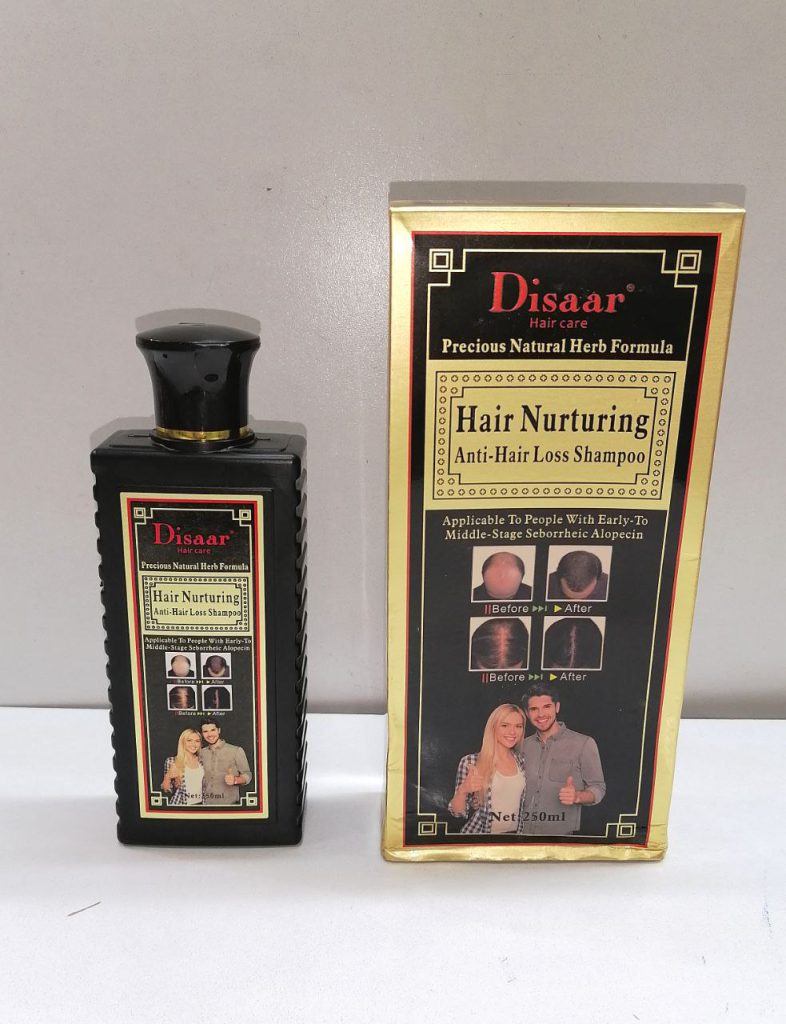 Disaar
Hair care
Precious Natural Herb Formula
Hair Nurturing
Anti-Hair Loss Shampoo
Applicable To People With Early-To
Middle-Stage Seborrheic Alopecin
Before After
Before After
Net:250ml
Disaar®
Hair care
Precious Natural Herb Formula
Hair Nurturing
Anti-Hair Loss Shampoo
Applicable To People With Early-To
Middle-Stage Seborrheic Alopecin
Before After
Before After
Net:250ml